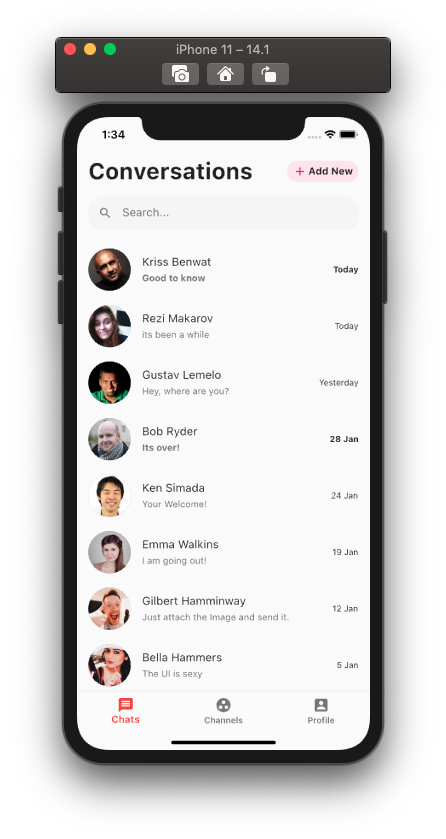 iPhone 11 – 14.1
1:34
Conversations
+ Add New
Search...
Kriss Benwat
Good to know
Today
Rezi Makarov
its been a while
Today
Gustav Lemelo
Hey, where are you?
Yesterday
Bob Ryder
Its over!
28 Jan
Ken Simada
Your Welcome!
24 Jan
Emma Walkins
I am going out!
19 Jan
Gilbert Hamminway
Just attach the Image and send it.
12 Jan
Bella Hammers
The UI is sexy
5 Jan
Chats
Channels
Profile